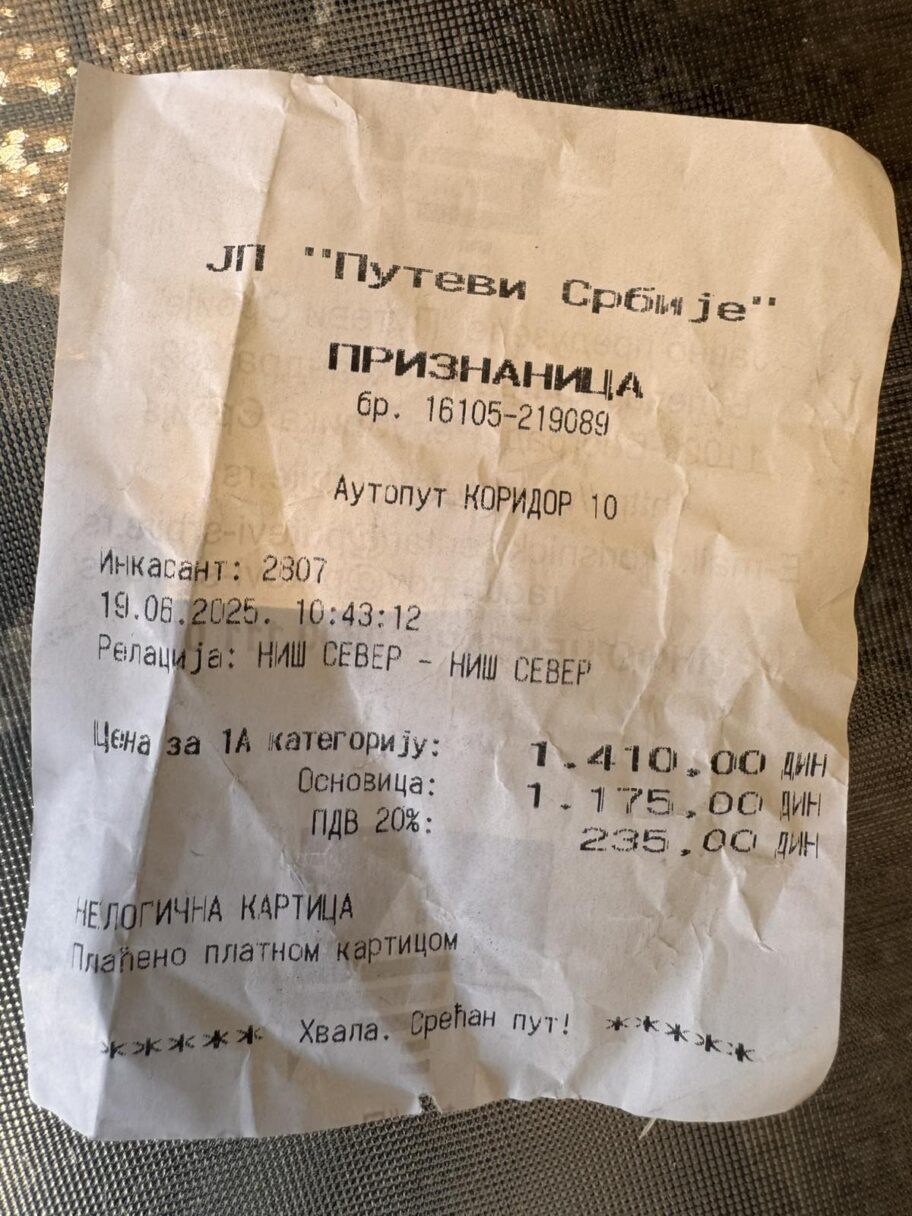 ЈП "Путеви Србије"
ПРИЗНАНИЦА
бр. 16105-219089
Аутопут КОРИДОР 10
Инкасант: 2807
19.06.2025. 10:43:12
Релација: НИШ СЕВЕР - НИШ СЕВЕР
Цена за 1А категорију: 1.410,00 ДИН
Основица: 1.175,00 ДИН
ПДВ 20%: 235,00 ДИН
НЕЛОГИЧНА КАРТИЦА
Плаћено платном картицом
***** Хвала. Срећан пут! *****